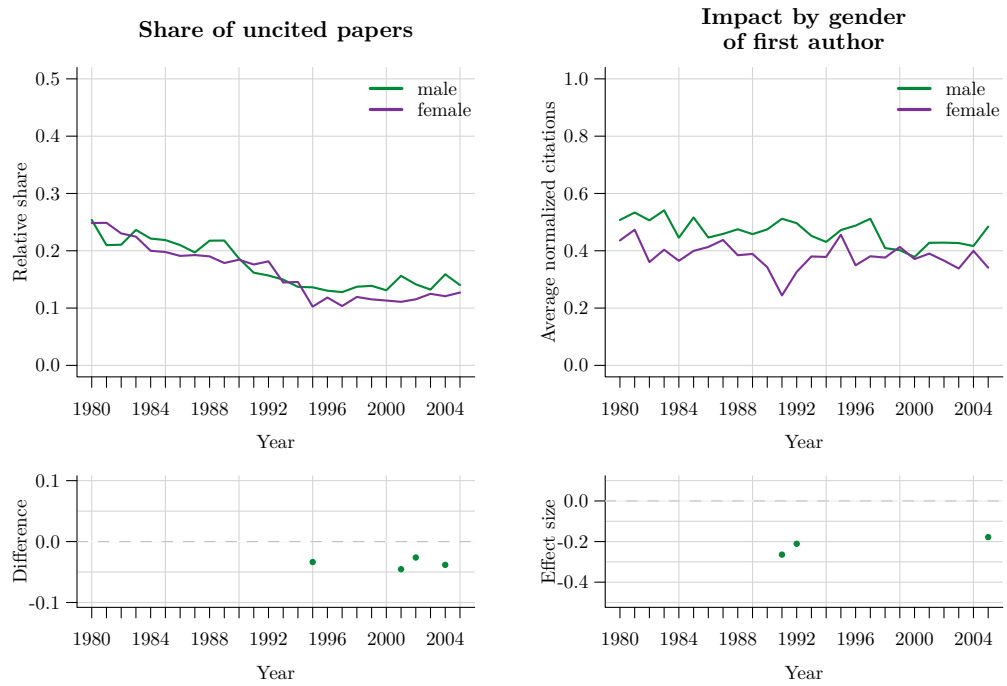 Share of uncited papers
0.5
0.4
0.3
0.2
0.1
0.0
Relative share
male
female
1980 1984 1988 1992 1996 2000 2004
Year
Impact by gender
of first author
1.0
0.8
0.6
0.4
0.2
0.0
Average normalized citations
male
female
1980 1984 1988 1992 1996 2000 2004
Year
0.1
0.0
-0.1
Difference
1980 1984 1988 1992 1996 2000 2004
Year
0.0
-0.2
-0.4
Effect size
1980 1984 1988 1992 1996 2000 2004
Year